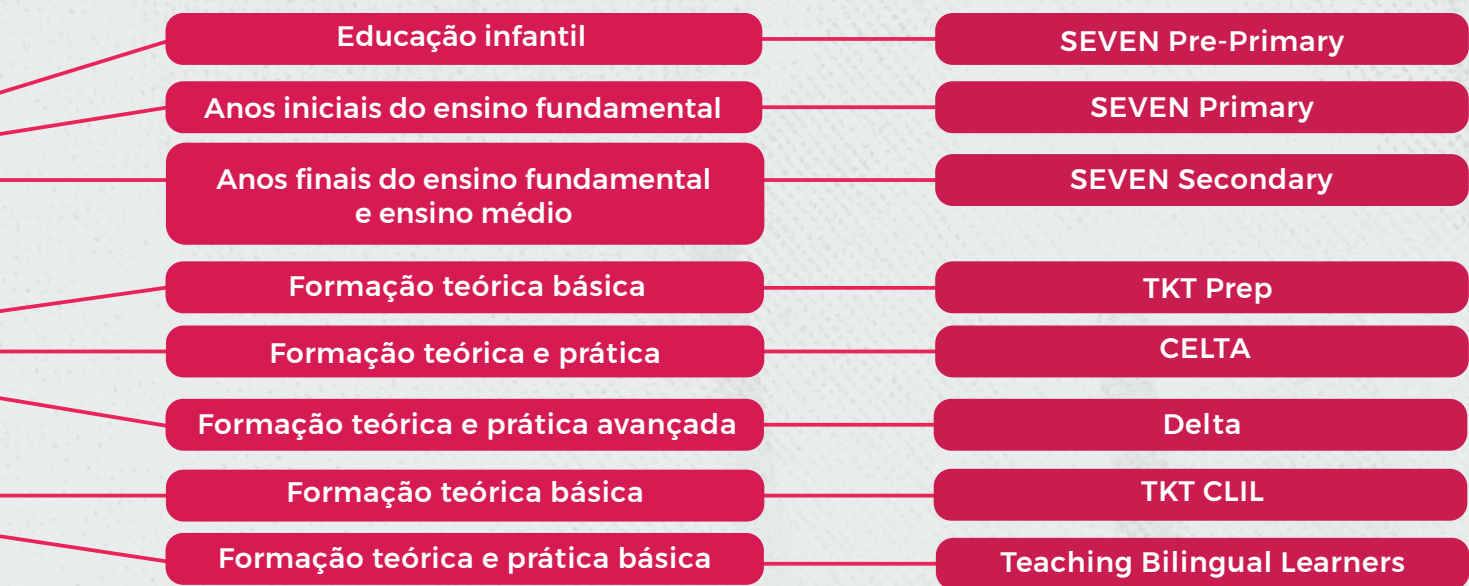 Educação infantil
SEVEN Pre-Primary
Anos iniciais do ensino fundamental
SEVEN Primary
Anos finais do ensino fundamental
e ensino médio
SEVEN Secondary
Formação teórica básica
TKT Prep
Formação teórica e prática
CELTA
Formação teórica e prática avançada
Delta
Formação teórica básica
TKT CLIL
Formação teórica e prática básica
Teaching Bilingual Learners